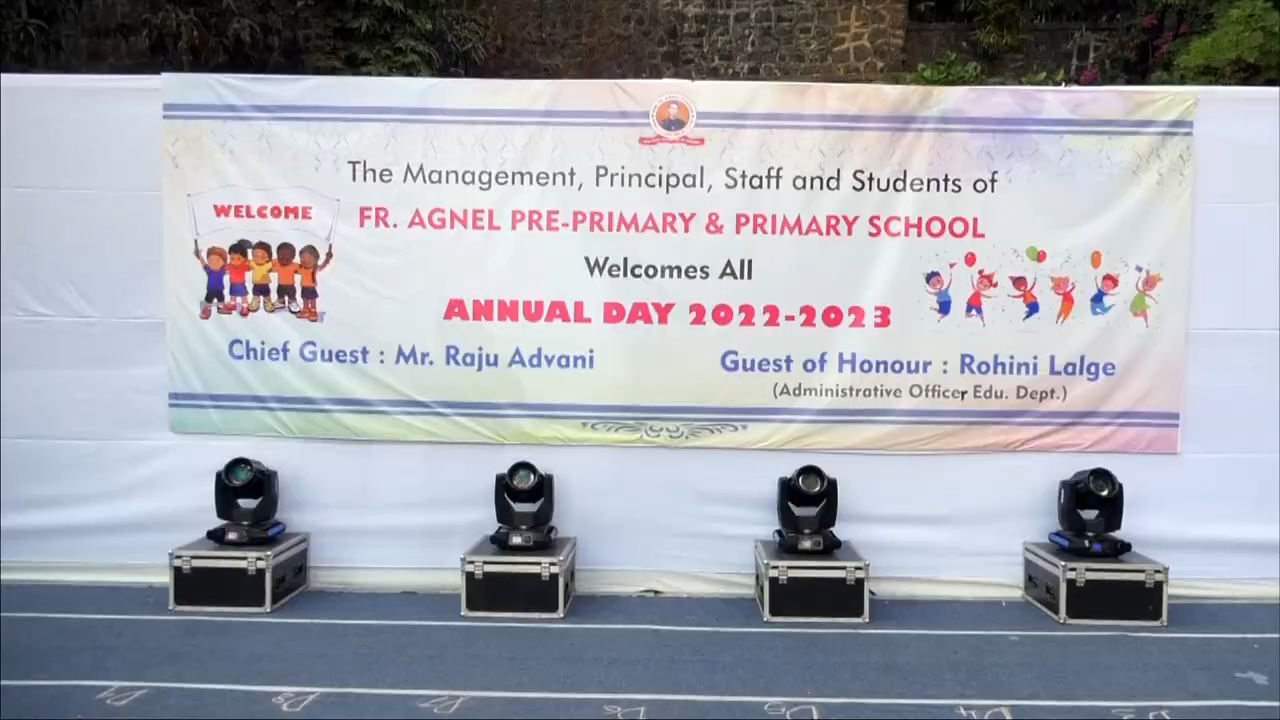 The Management, Principal, Staff and Students of
WELCOME
FR. AGNEL PRE-PRIMARY & PRIMARY SCHOOL
Welcomes All
ANNUAL DAY 2022-2023
Chief Guest : Mr. Raju Advani
Guest of Honour : Rohini Lalge
(Administrative Officer Edu. Dept.)